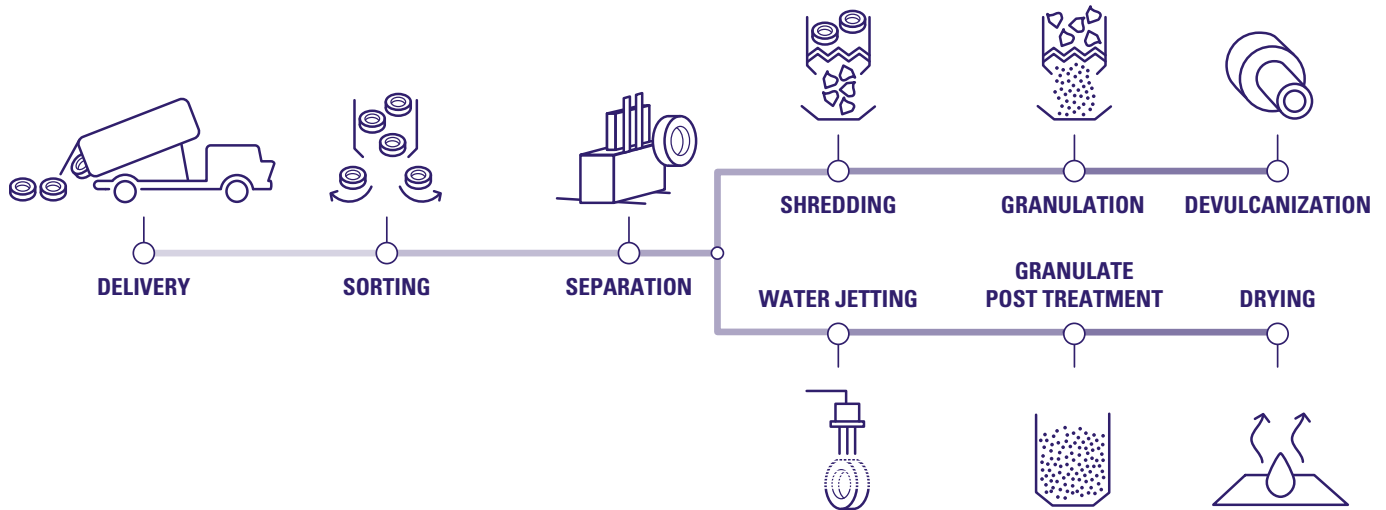 DELIVERY
SORTING
SEPARATION
SHREDDING
GRANULATION
DEVULCANIZATION
WATER JETTING
GRANULATE
POST TREATMENT
DRYING